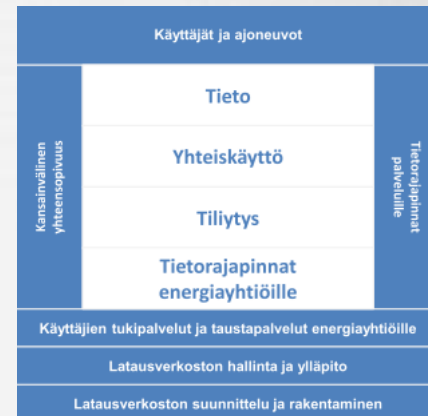 Käyttäjät ja ajoneuvot
Kansainvälinen
yhteensopivuus
Tieto
Yhteiskäyttö
Tiliytys
Tietorajapinnat
energiayhtiöille
Tietorajapinnat
palveluille
Käyttäjien tukipalvelut ja taustapalvelut energiayhtiöille
Latausverkoston hallinta ja ylläpito
Latausverkoston suunnittelu ja rakentaminen